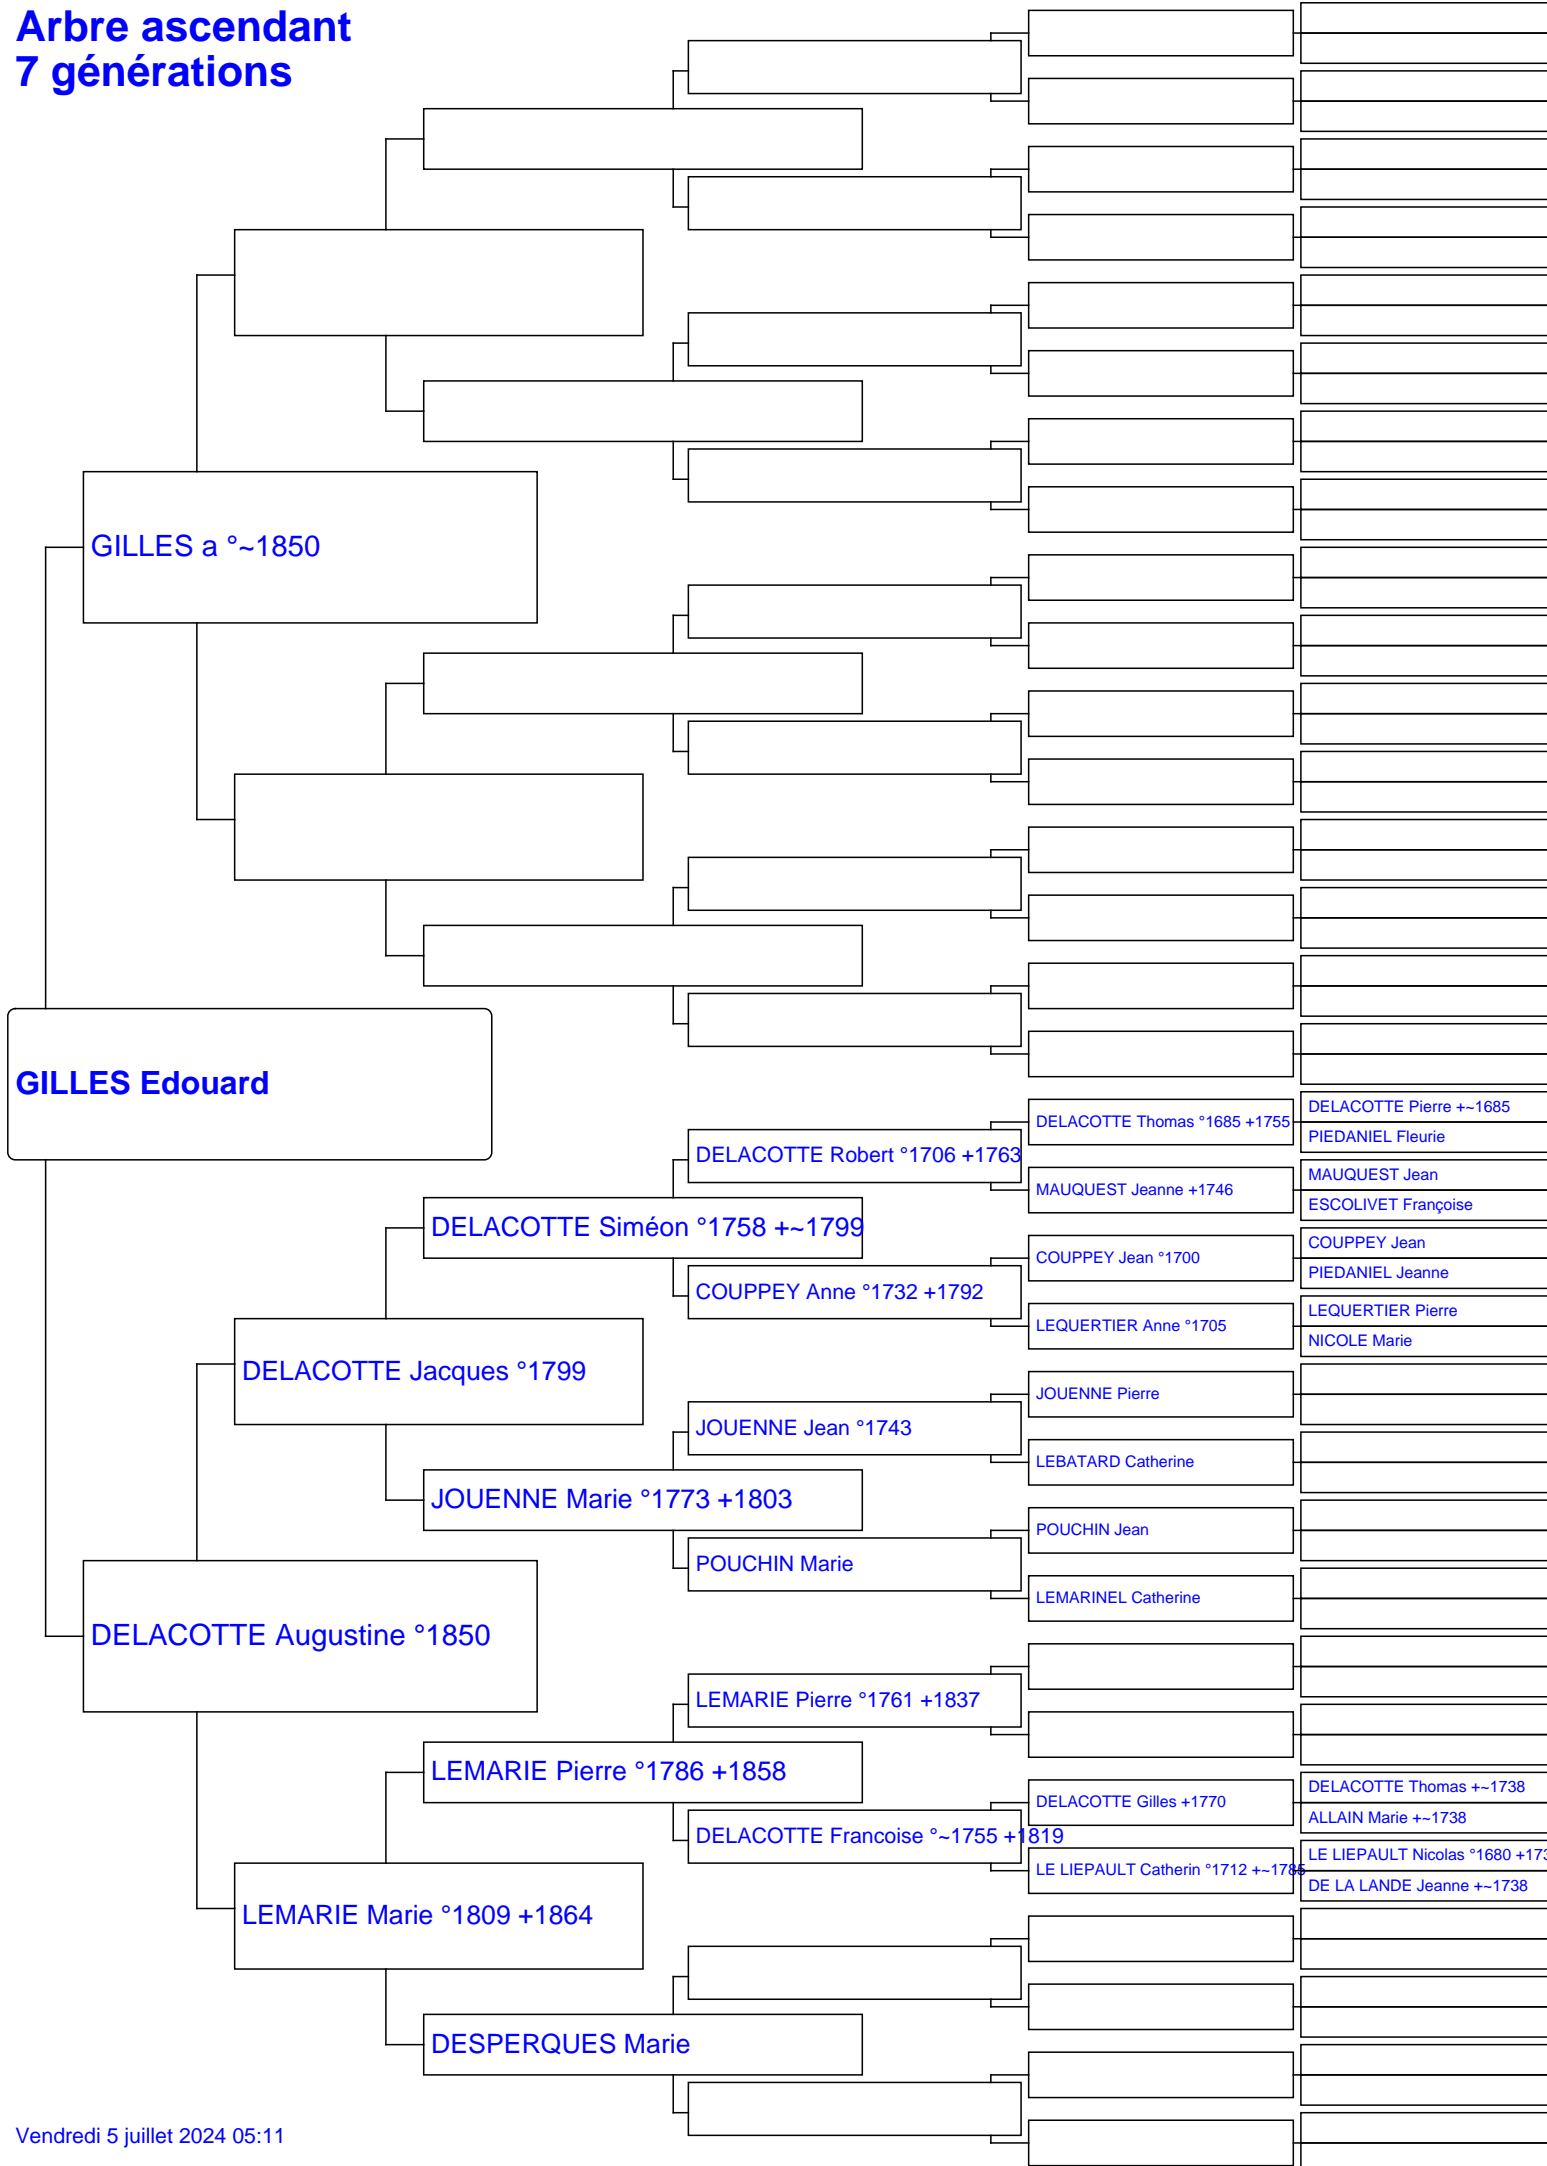 Arbre ascendant
7 générations
GILLES a °~1850
GILLES Edouard
DELACOTTE Pierre +~1685
DELACOTTE Thomas °1685 +1755
PIEDANIEL Fleurie
DELACOTTE Robert °1706 +1763
MAUQUEST Jean
MAUQUEST Jeanne +1746
ESCOLIVET Françoise
DELACOTTE Siméon °1758 +~1799
COUPPEY Jean
COUPPEY Jean °1700
PIEDANIEL Jeanne
COUPPEY Anne °1732 +1792
LEQUERTIER Pierre
LEQUERTIER Anne °1705
NICOLE Marie
DELACOTTE Jacques °1799
JOUENNE Pierre
JOUENNE Jean °1743
LEBATARD Catherine
JOUENNE Marie °1773 +1803
POUCHIN Jean
POUCHIN Marie
LEMARINEL Catherine
DELACOTTE Augustine °1850
LEMARIE Pierre °1761 +1837
LEMARIE Pierre °1786 +1858
DELACOTTE Thomas +~1738
DELACOTTE Gilles +1770
ALLAIN Marie +~1738
DELACOTTE Francoise °~1755 +1819
LE LIEPAULT Nicolas °1680 +173
LE LIEPAULT Catherin °1712 +~1785
DE LA LANDE Jeanne +~1738
LEMARIE Marie °1809 +1864
DESPERQUES Marie
Vendredi 5 juillet 2024 05:11